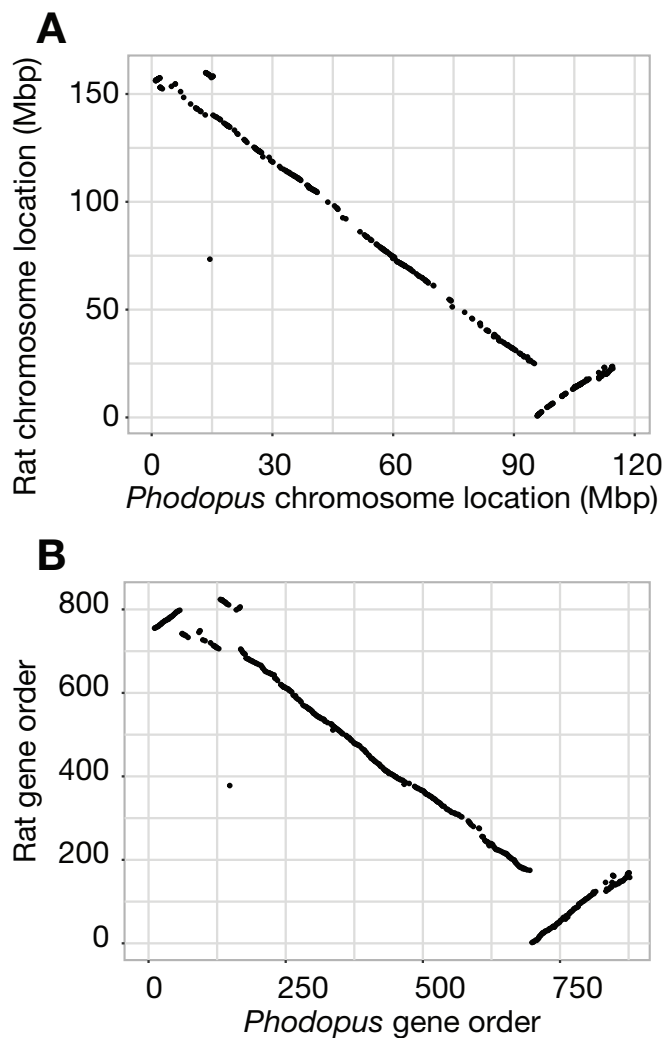 A
Rat chromosome location (Mbp)
150
100
50
0
0 30 60 90 120
Phodopus chromosome location (Mbp)
B
Rat gene order
800
600
400
200
0
0 250 500 750
Phodopus gene order